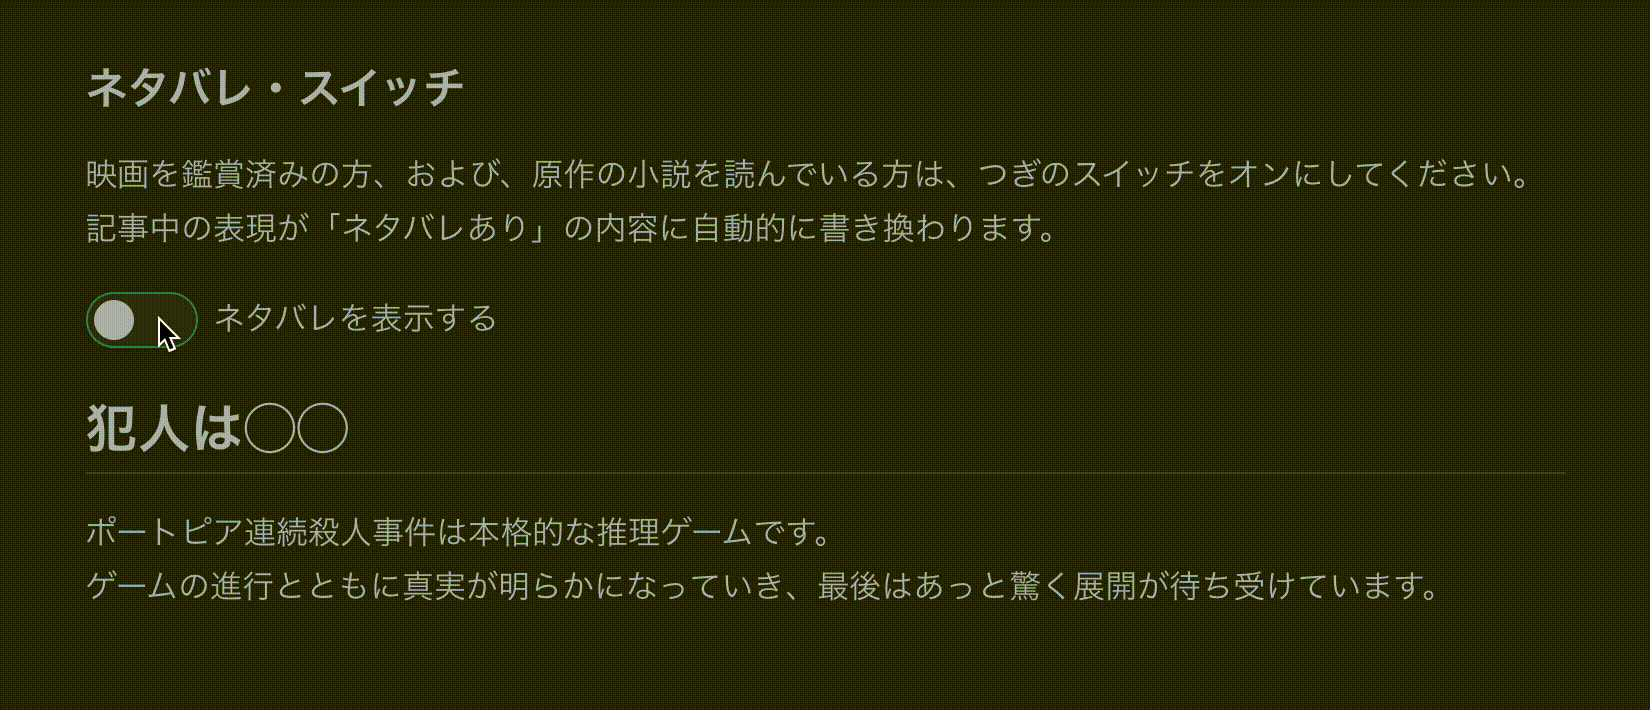 ネタバレ・スイッチ
映画を鑑賞済みの方、および、原作の小説を読んでいる方は、つぎのスイッチをオンにしてください。
記事中の表現が「ネタバレあり」の内容に自動的に書き換わります。
ネタバレを表示する
犯人は◯◯
ポートピア連続殺人事件は本格的な推理ゲームです。
ゲームの進行とともに真実が明らかになっていき、最後はあっと驚く展開が待ち受けています。